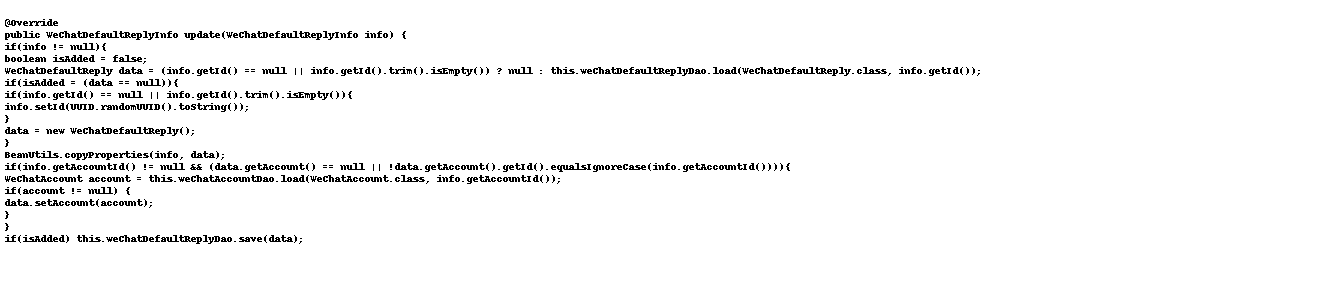 @Override
public WeChatDefaultReplyInfo update(WeChatDefaultReplyInfo info) {
if(info != null){
boolean isAdded = false;
WeChatDefaultReply data = (info.getId() == null || info.getId().trim().isEmpty()) ? null : this.weChatDefaultReplyDao.load(WeChatDefaultReply.class, info.getId());
if(isAdded = (data == null)){
if(info.getId() == null || info.getId().trim().isEmpty()){
info.setId(UUID.randomUUID().toString());
}
data = new WeChatDefaultReply();
}
BeanUtils.copyProperties(info, data);
if(info.getAccountId() != null && (data.getAccount() == null || !data.getAccount().getId().equalsIgnoreCase(info.getAccountId()))){
WeChatAccount account = this.weChatAccountDao.load(WeChatAccount.class, info.getAccountId());
if(account != null) {
data.setAccount(account);
}
}
if(isAdded) this.weChatDefaultReplyDao.save(data);